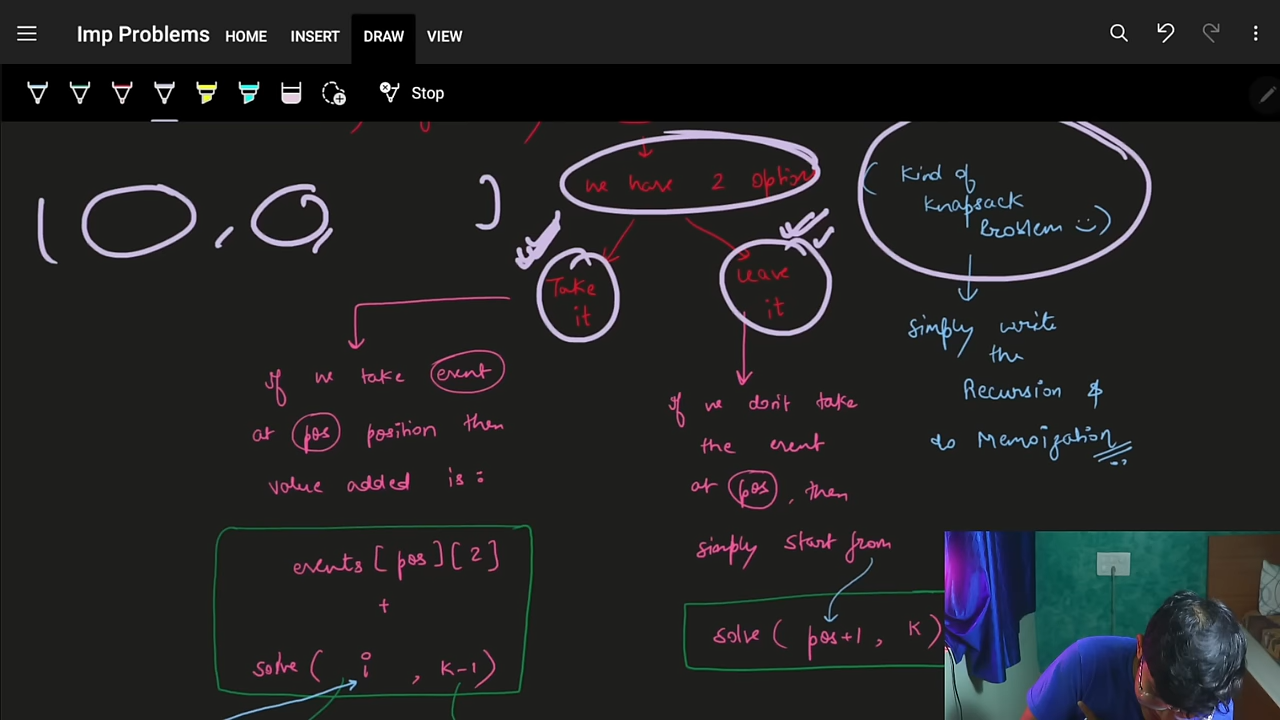 Imp Problems HOME INSERT DRAW VIEW
Stop
we have 2 option
Take
it
Leave
it
( Kind of
Knapsack
Problem :) )
simply write
the
Recursion &
do Memoization
If we take event
at pos position then
value added is :
events [ pos ] [ 2 ]
+
solve ( i , K-1 )
If we don't take
the event
at pos , then
simply start from
solve ( pos+1 , K )